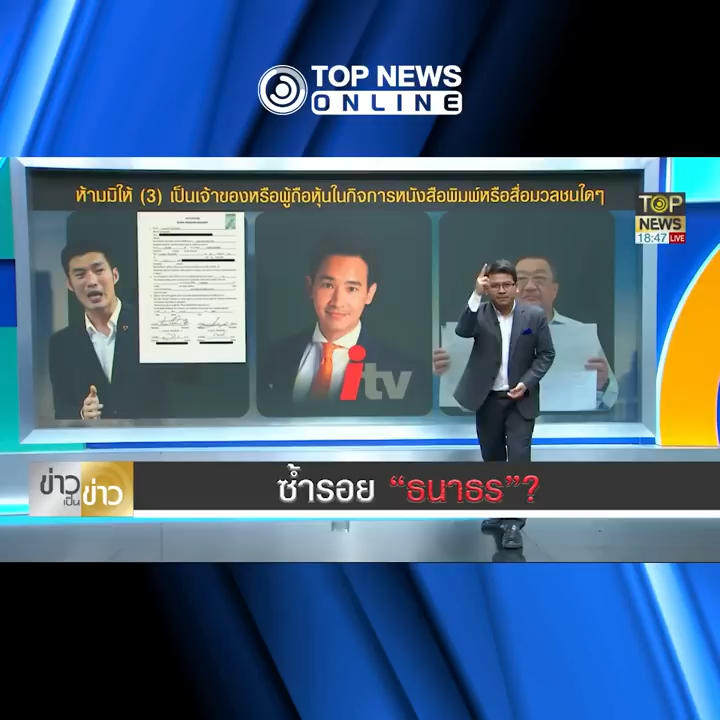 TOP NEWS
ONLINE
ห้ามมิให้ (3) เป็นเจ้าของหรือผู้ถือหุ้นในกิจการหนังสือพิมพ์หรือสื่อมวลชนใดๆ
TOP
NEWS
18:47 LIVE
itv
ข่าว
เป็น
ข่าว
ซ้ำรอย “ธนาธร”?